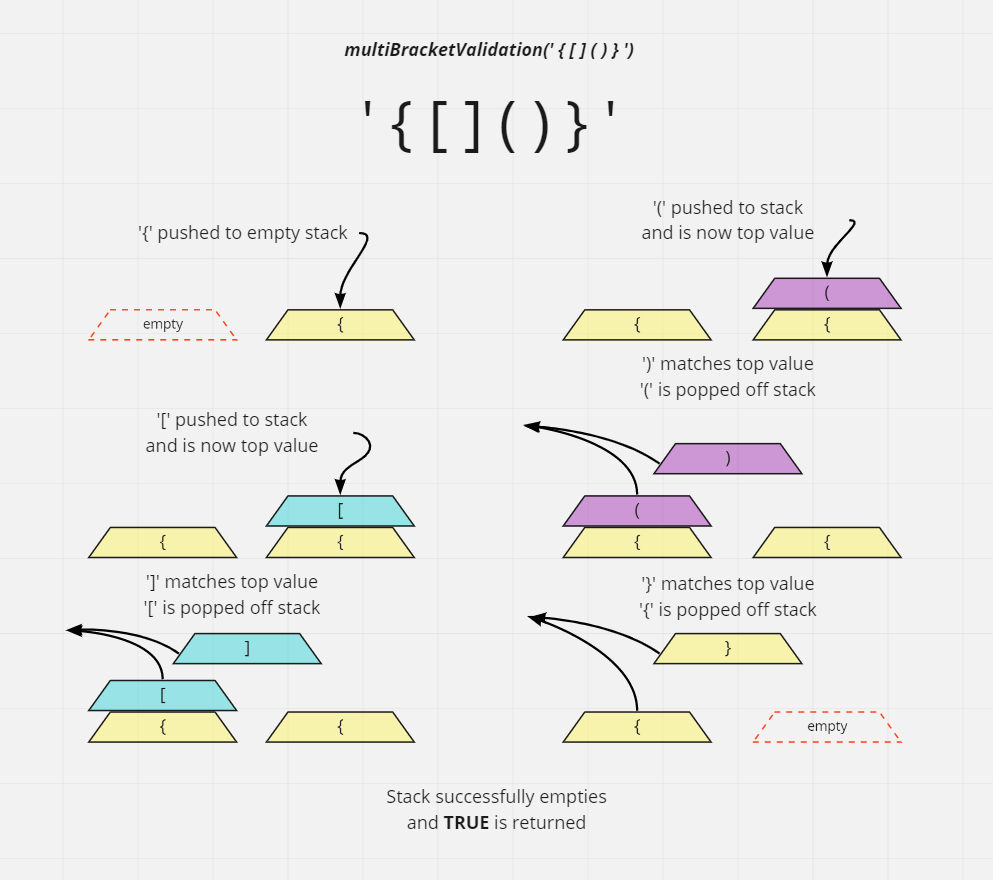 multiBracketValidation(' { [ ] ( ) } ')
'{[]()}'
'{' pushed to empty stack
empty
{
'[' pushed to stack
and is now top value
[
{
{
']' matches top value
'[' is popped off stack
]
[
{
{
'(' pushed to stack
and is now top value
(
{
{
')' matches top value
'(' is popped off stack
)
(
{
{
'}' matches top value
'{' is popped off stack
}
{
empty
Stack successfully empties
and TRUE is returned